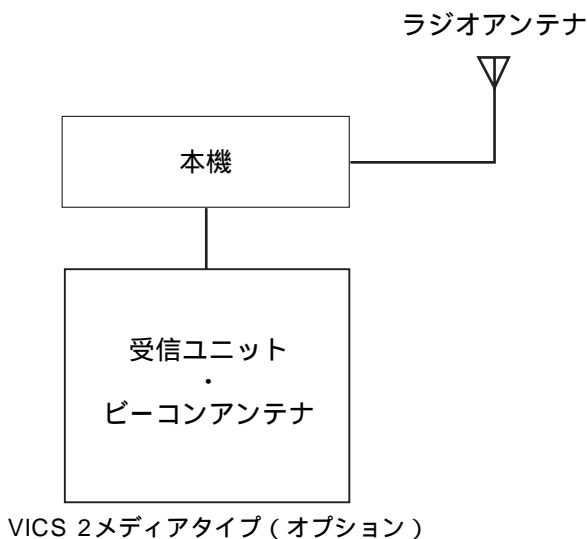 ラジオアンテナ
本機
受信ユニット
・
ビーコンアンテナ
VICS 2メディアタイプ（オプション）